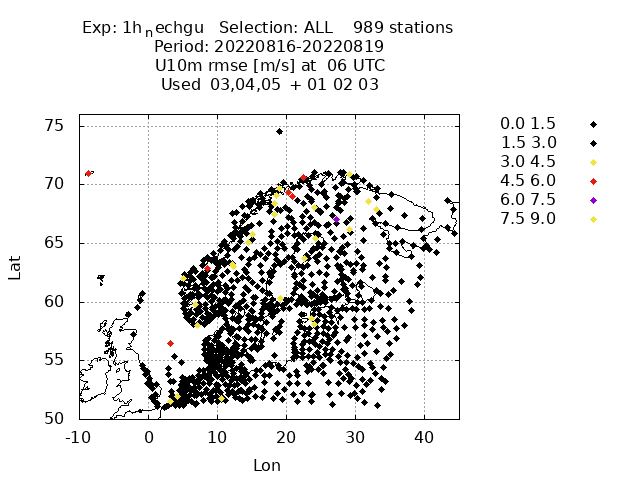 Exp: 1h_nechgu Selection: ALL 989 stations
Period: 20220816-20220819
U10m rmse [m/s] at 06 UTC
Used 03,04,05 + 01 02 03
0.0 1.5
1.5 3.0
3.0 4.5
4.5 6.0
6.0 7.5
7.5 9.0
75
70
65
60
55
50
Lat
-10 0 10 20 30 40
Lon